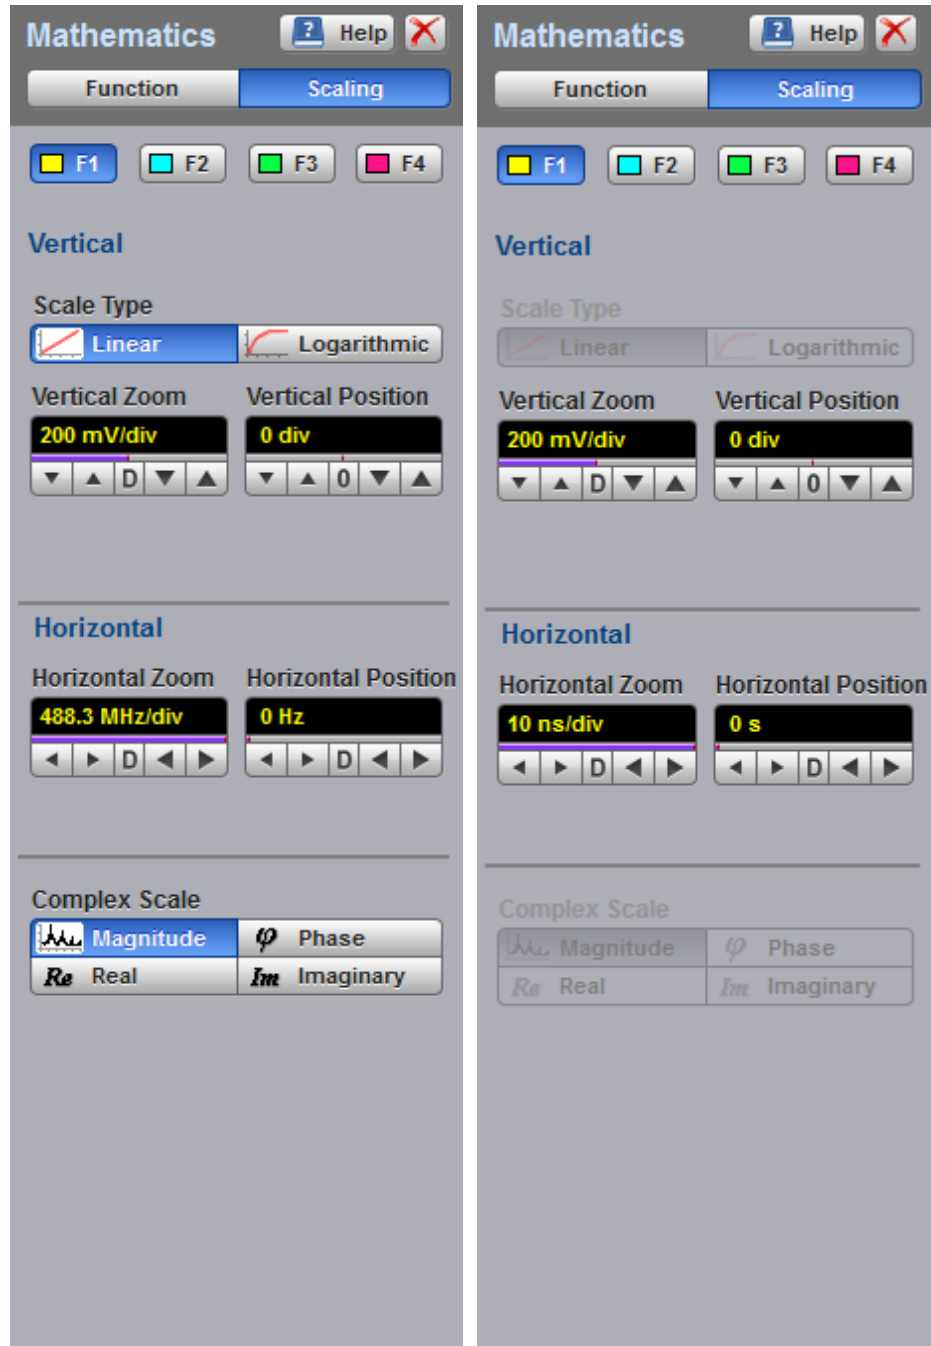 Mathematics ? Help
Function Scaling
F1 F2 F3 F4
Vertical
Scale Type
Linear Logarithmic
Vertical Zoom Vertical Position
200 mV/div 0 div
D 0
Horizontal
Horizontal Zoom Horizontal Position
488.3 MHz/div 0 Hz
D D
Complex Scale
Magnitude φ Phase
Re Real Im Imaginary
Mathematics ? Help
Function Scaling
F1 F2 F3 F4
Vertical
Scale Type
Linear Logarithmic
Vertical Zoom Vertical Position
200 mV/div 0 div
D 0
Horizontal
Horizontal Zoom Horizontal Position
10 ns/div 0 s
D D
Complex Scale
Magnitude φ Phase
Re Real Im Imaginary